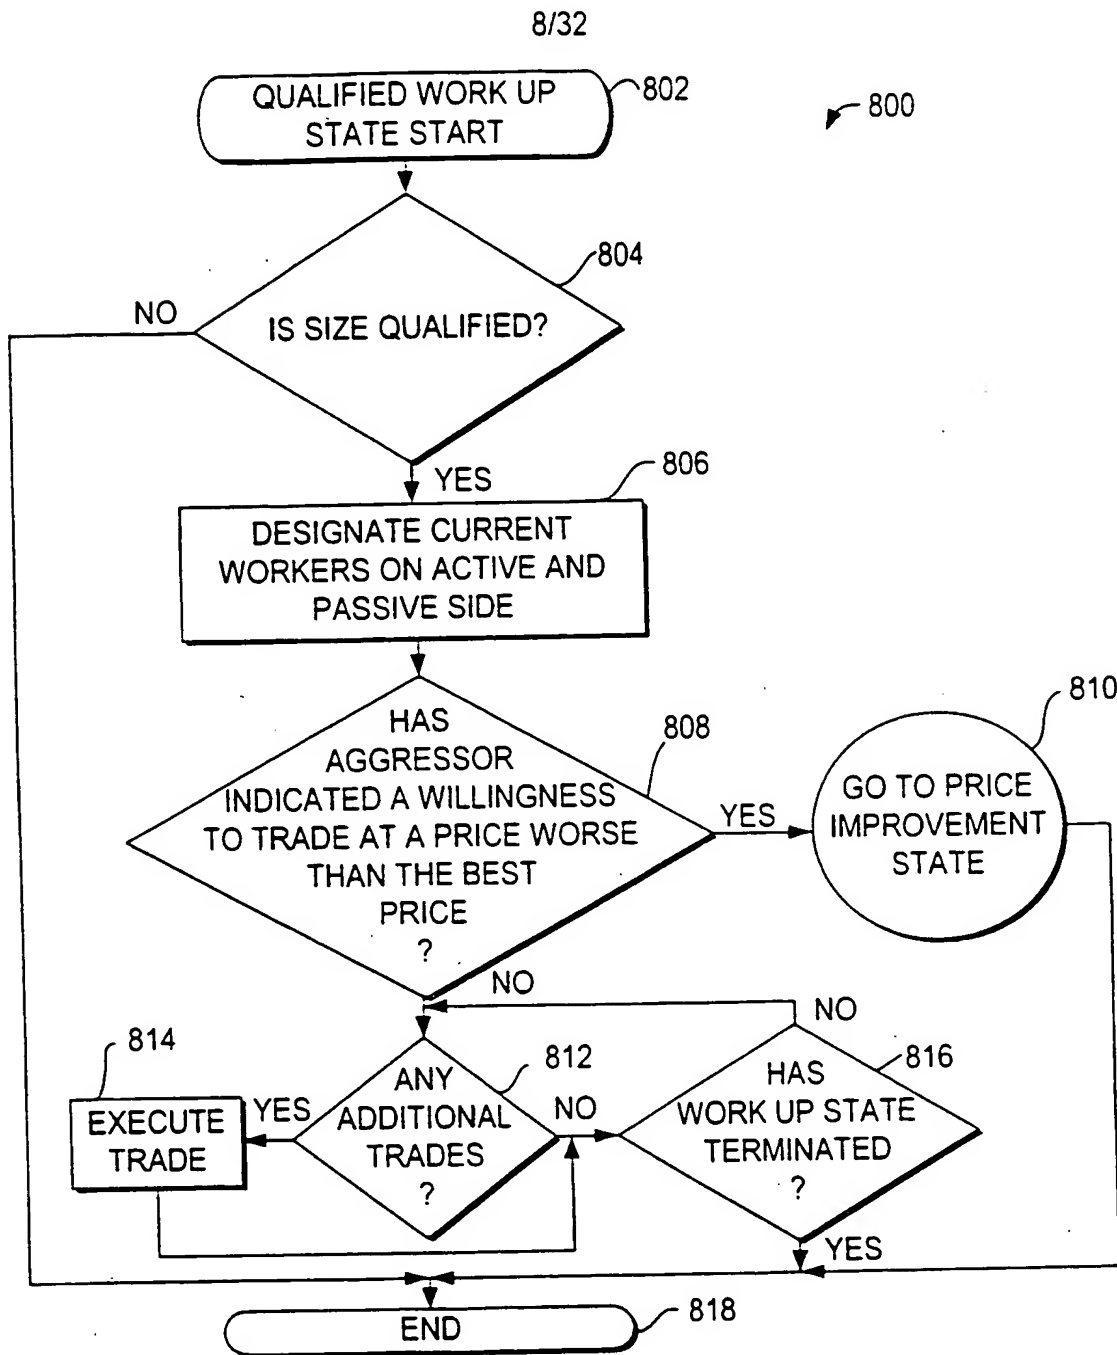 8/32
QUALIFIED WORK UP
STATE START
802
800
804
NO
IS SIZE QUALIFIED?
YES
806
DESIGNATE CURRENT
WORKERS ON ACTIVE AND
PASSIVE SIDE
808
HAS
AGGRESSOR
INDICATED A WILLINGNESS
TO TRADE AT A PRICE WORSE
THAN THE BEST
PRICE
?
YES
810
GO TO PRICE
IMPROVEMENT
STATE
NO
814
EXECUTE
TRADE
YES
812
ANY
ADDITIONAL
TRADES
?
NO
NO
816
HAS
WORK UP STATE
TERMINATED
?
YES
END
818